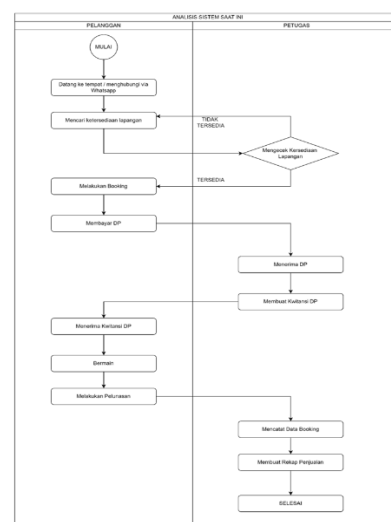 ANALISIS SISTEM SAAT INI
PELANGGAN
PETUGAS
MULAI
Datang ke tempat / menghubungi via
Whatsapp
Mencari ketersediaan lapangan
TIDAK
TERSEDIA
Mengecek Kersediaan
Lapangan
TERSEDIA
Melakukan Booking
Membayar DP
Menerima DP
Membuat Kwitansi DP
Menerima Kwitansi DP
Bermain
Melakukan Pelunasan
Mencatat Data Booking
Membuat Rekap Penjualan
SELESAI